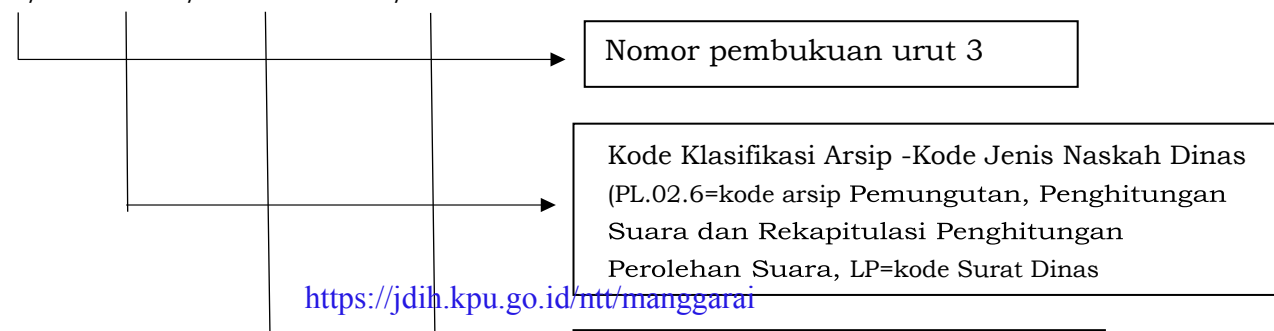 Nomor pembukuan urut 3
Kode Klasifikasi Arsip -Kode Jenis Naskah Dinas
(PL.02.6=kode arsip Pemungutan, Penghitungan
Suara dan Rekapitulasi Penghitungan
Perolehan Suara, LP=kode Surat Dinas
https://jdih.kpu.go.id/ntt/manggarai